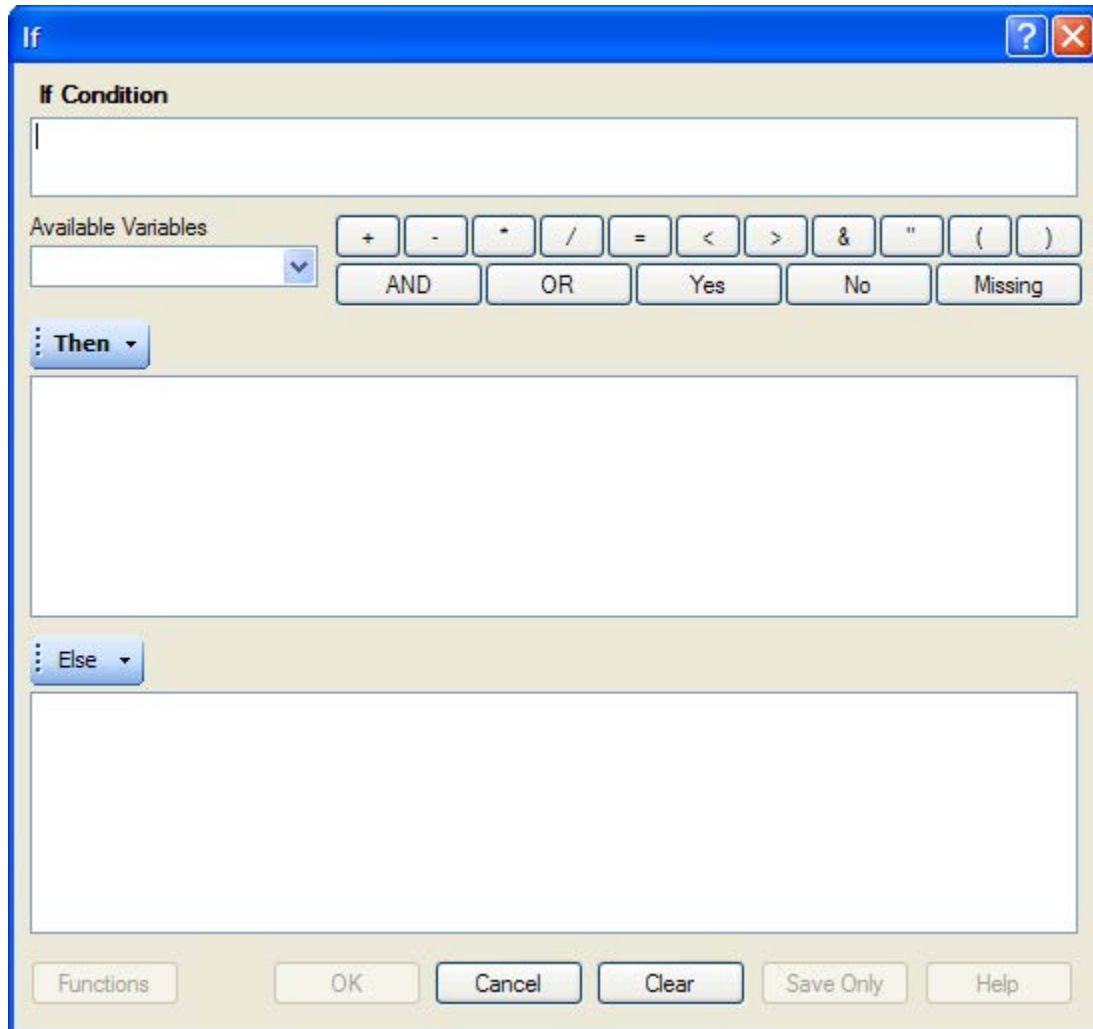 If
If Condition
Available Variables
+ - * / = < > & " ( )
AND OR Yes No Missing
Then
Else
Functions OK Cancel Clear Save Only Help